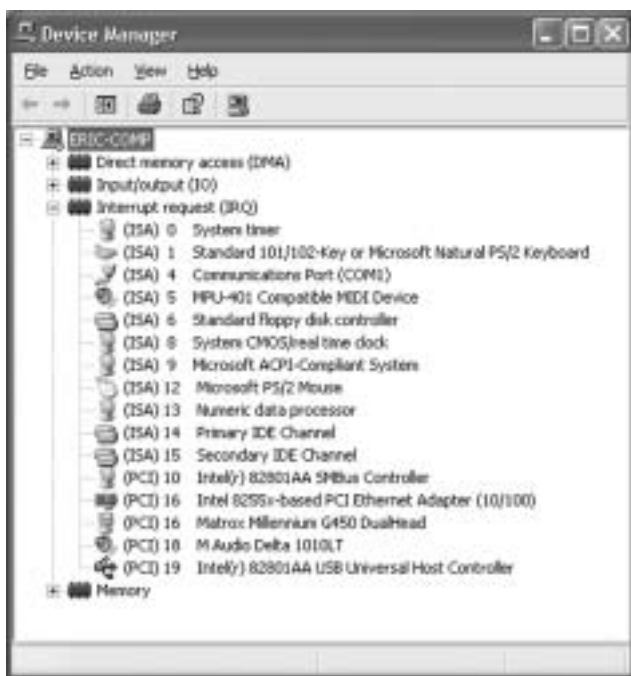 Device Manager
File Action View Help
ERIC-COMP
Direct memory access (DMA)
Input/output (IO)
Interrupt request (IRQ)
(ISA) 0 System timer
(ISA) 1 Standard 101/102-Key or Microsoft Natural PS/2 Keyboard
(ISA) 4 Communications Port (COM1)
(ISA) 5 MPU-401 Compatible MIDI Device
(ISA) 6 Standard floppy disk controller
(ISA) 8 System CMOS/real time clock
(ISA) 9 Microsoft ACPI-Compliant System
(ISA) 12 Microsoft PS/2 Mouse
(ISA) 13 Numeric data processor
(ISA) 14 Primary IDE Channel
(ISA) 15 Secondary IDE Channel
(PCI) 10 Intel(r) 82801AA SMBus Controller
(PCI) 16 Intel 8255x-based PCI Ethernet Adapter (10/100)
(PCI) 16 Matrox Millennium G450 DualHead
(PCI) 18 M Audio Delta 1010LT
(PCI) 19 Intel(r) 82801AA USB Universal Host Controller
Memory